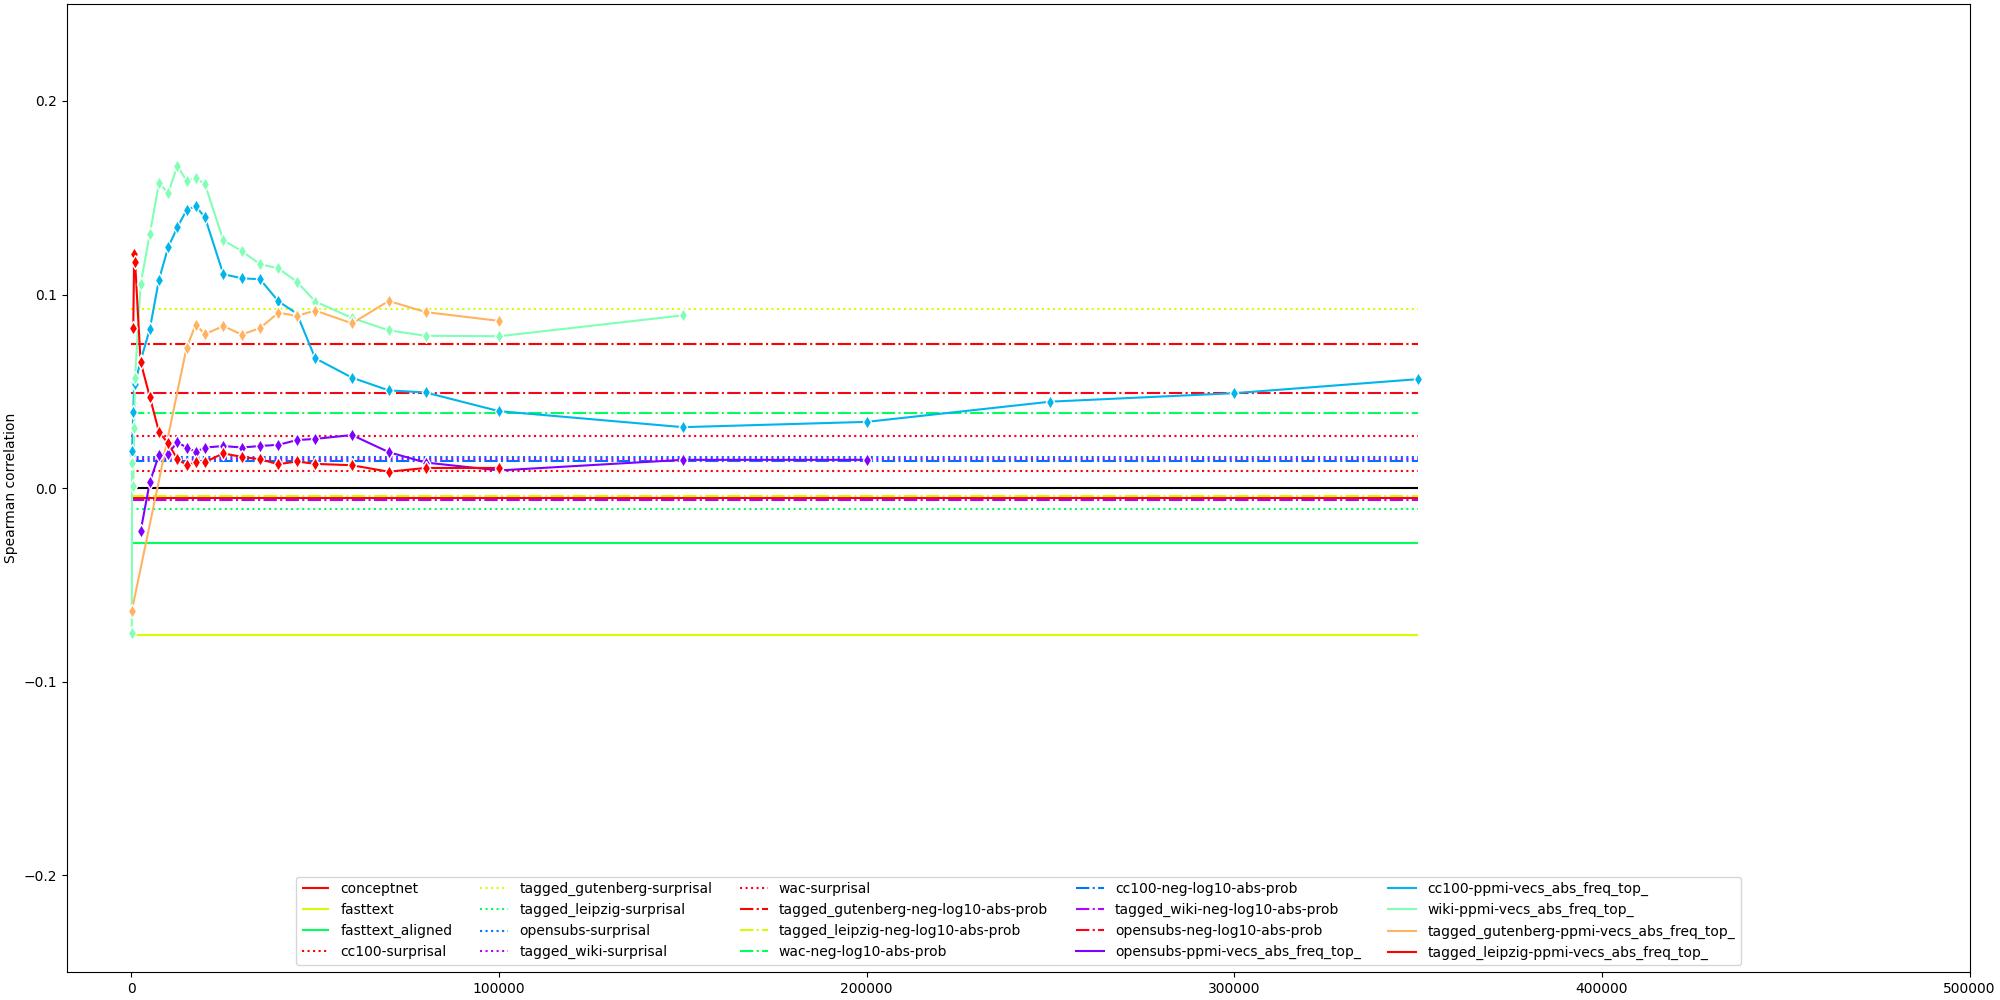 0.2
0.1
0.0
−0.1
−0.2
Spearman correlation
conceptnet
fasttext
fasttext_aligned
cc100-surprisal
tagged_gutenberg-surprisal
tagged_leipzig-surprisal
opensubs-surprisal
tagged_wiki-surprisal
wac-surprisal
tagged_gutenberg-neg-log10-abs-prob
tagged_leipzig-neg-log10-abs-prob
wac-neg-log10-abs-prob
cc100-neg-log10-abs-prob
tagged_wiki-neg-log10-abs-prob
opensubs-neg-log10-abs-prob
opensubs-ppmi-vecs_abs_freq_top_
cc100-ppmi-vecs_abs_freq_top_
wiki-ppmi-vecs_abs_freq_top_
tagged_gutenberg-ppmi-vecs_abs_freq_top_
tagged_leipzig-ppmi-vecs_abs_freq_top_
0 100000 200000 300000 400000 500000